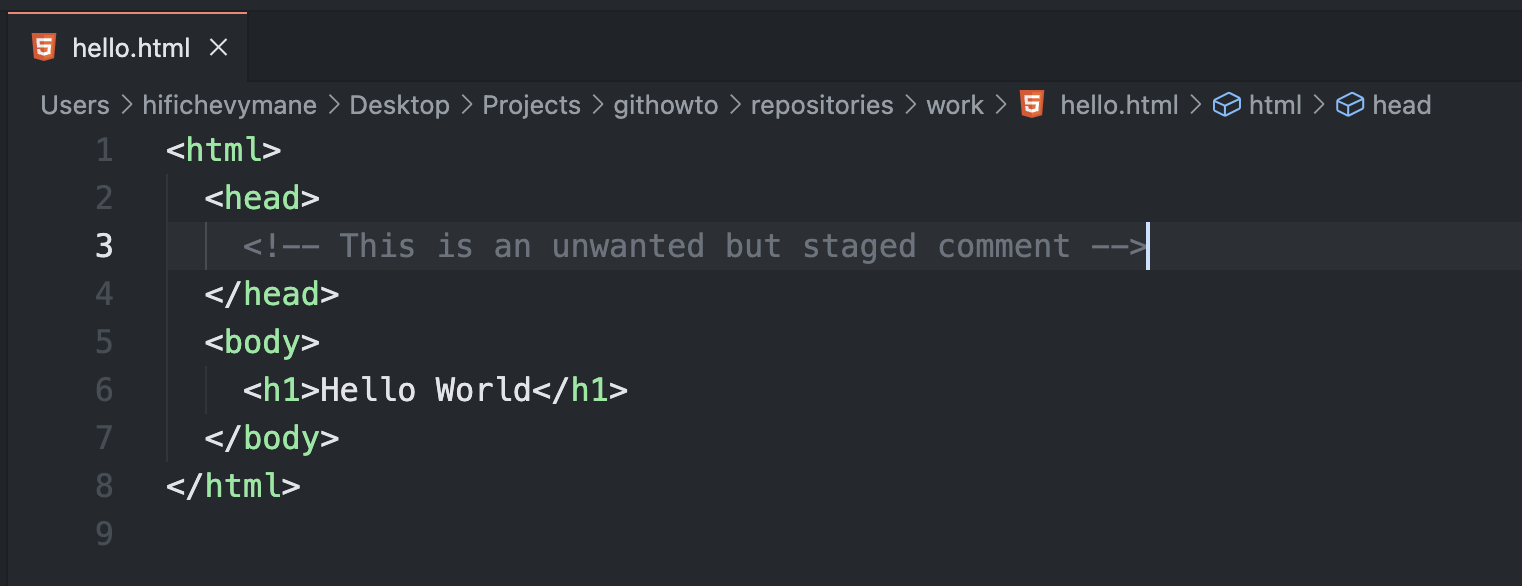 hello.html
Users > hifichevymane > Desktop > Projects > githowto > repositories > work > hello.html > html > head
1 <html>
2 <head>
3 <!-- This is an unwanted but staged comment -->
4 </head>
5 <body>
6 <h1>Hello World</h1>
7 </body>
8 </html>
9